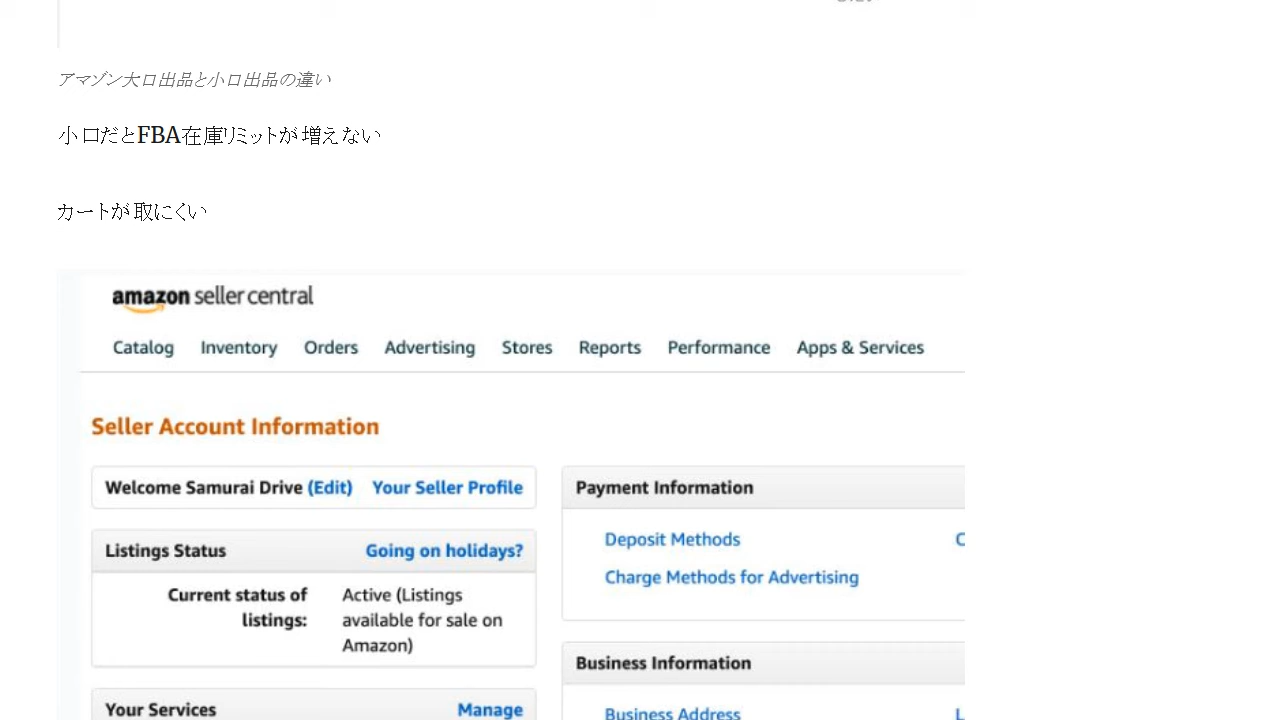 アマゾン大口出品と小口出品の違い
小口だとFBA在庫リミットが増えない
カートが取にくい
amazon seller central
Catalog Inventory Orders Advertising Stores Reports Performance Apps & Services
Seller Account Information
Welcome Samurai Drive (Edit) Your Seller Profile
Payment Information
Deposit Methods
Charge Methods for Advertising
Listings Status Going on holidays?
Current status of listings: Active (Listings available for sale on Amazon)
Business Information
Business Address
Your Services Manage